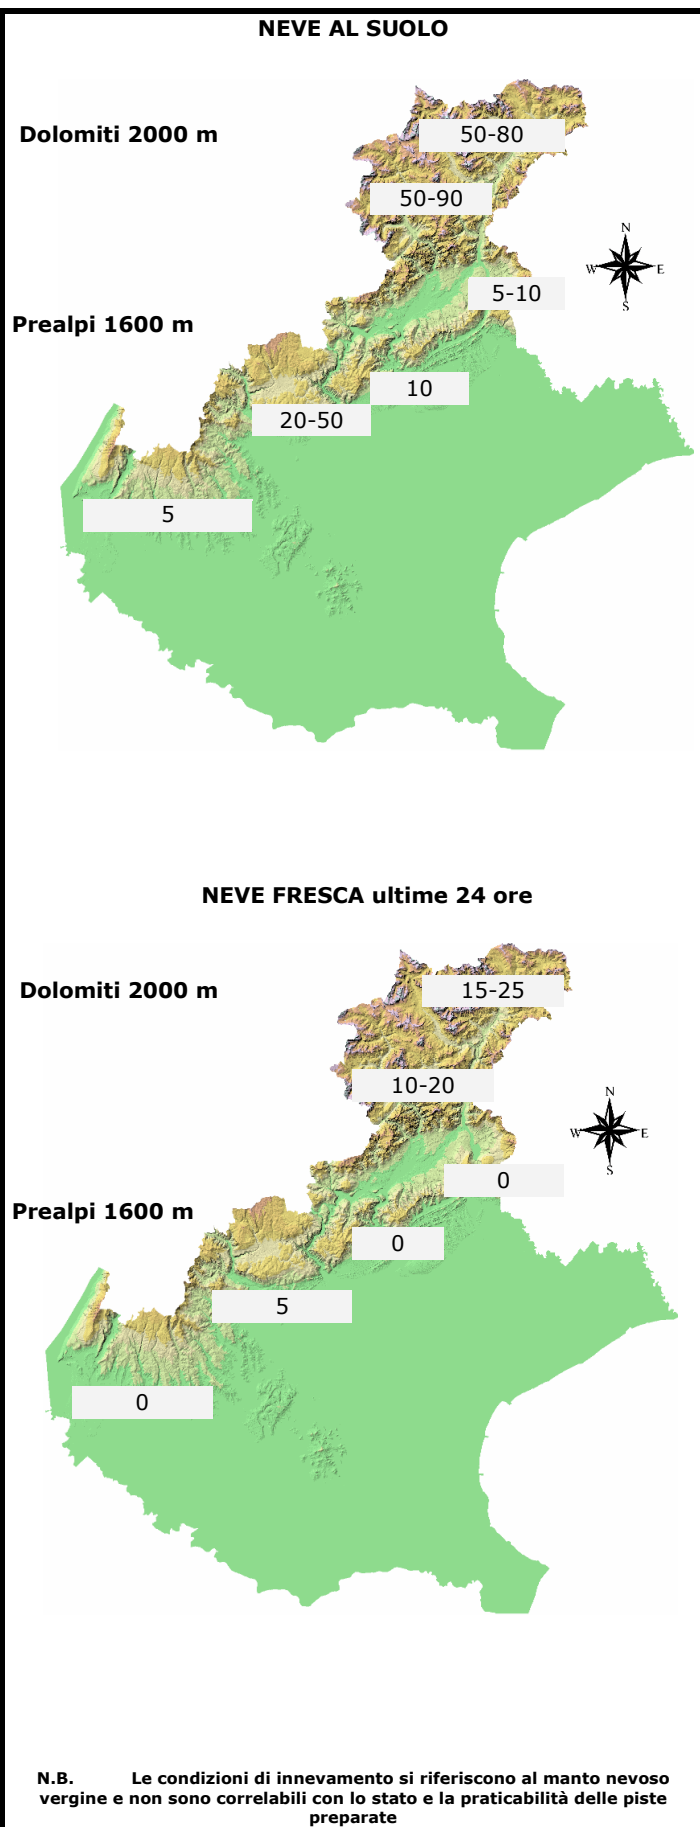 NEVE AL SUOLO
Dolomiti 2000 m
50-80
50-90
N
W
E
S
5-10
Prealpi 1600 m
10
20-50
5
NEVE FRESCA ultime 24 ore
Dolomiti 2000 m
15-25
10-20
N
W
E
S
0
Prealpi 1600 m
0
5
0
N.B. Le condizioni di innevamento si riferiscono al manto nevoso
vergine e non sono correlabili con lo stato e la praticabilità delle piste
preparate